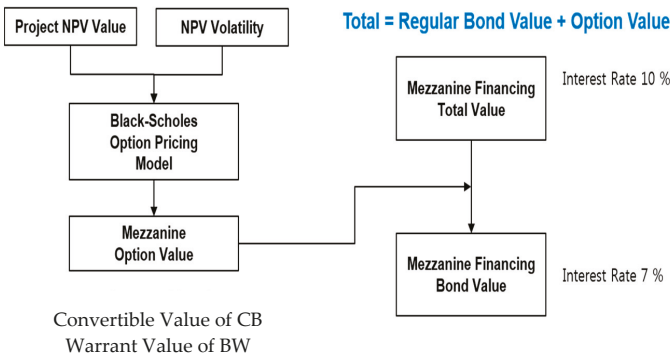 Project NPV Value
NPV Volatility
Total = Regular Bond Value + Option Value
Mezzanine Financing
Total Value
Interest Rate 10 %
Black-Scholes
Option Pricing
Model
Mezzanine
Option Value
Mezzanine Financing
Bond Value
Interest Rate 7 %
Convertible Value of CB
Warrant Value of BW